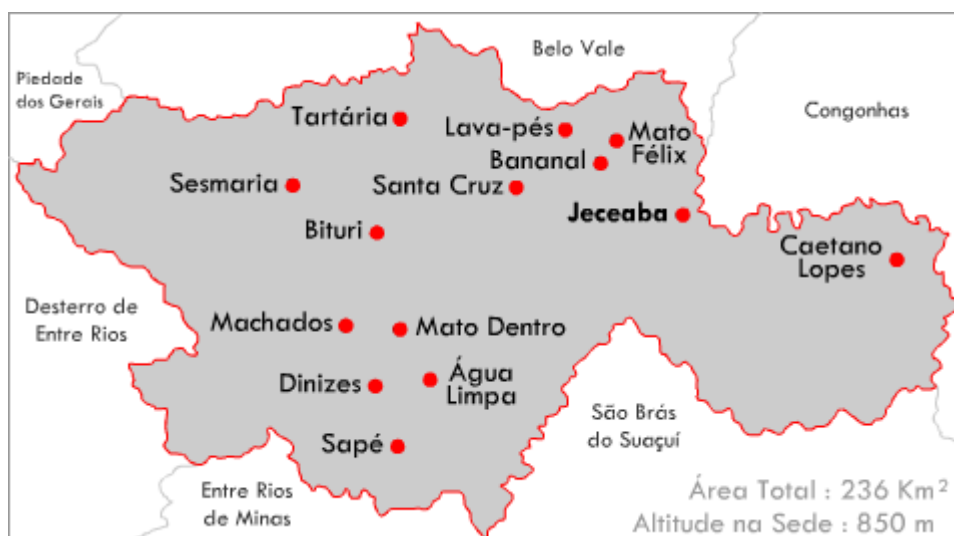 Belo Vale
Piedade
dos Gerais
Congonhas
Tartária
Lava-pés
Mato
Félix
Bananal
Sesmaria
Santa Cruz
Jeceaba
Bituri
Caetano
Lopes
Desterro de
Entre Rios
Machados
Mato Dentro
Água
Limpa
Dinizes
São Brás
do Suaçuí
Sapé
Entre Rios
de Minas
Área Total : 236 Km²
Altitude na Sede : 850 m